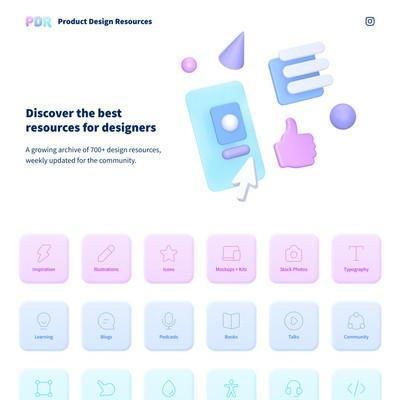 PDR Product Design Resources
Discover the best
resources for designers
A growing archive of 700+ design resources,
weekly updated for the community.
Inspiration Illustrations Icons Mockups + Kits Stock Photos Typography
Learning Blogs Podcasts Books Talks Community